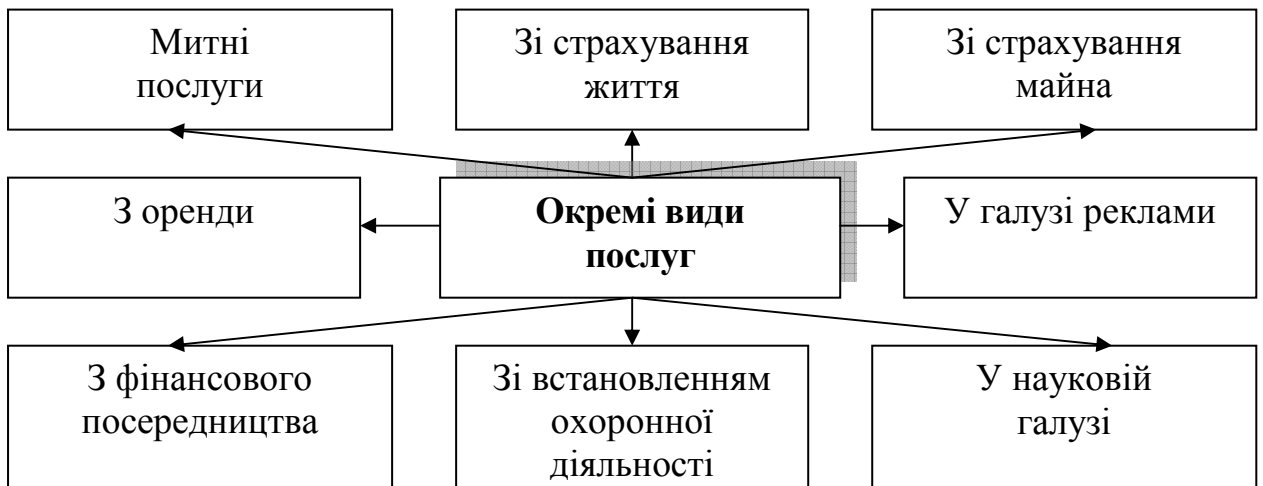 Митні
послуги
Зі страхування
життя
Зі страхування
майна
З оренди
Окремі види
послуг
У галузі реклами
З фінансового
посередництва
Зі встановленням
охоронної
діяльності
У науковій
галузі